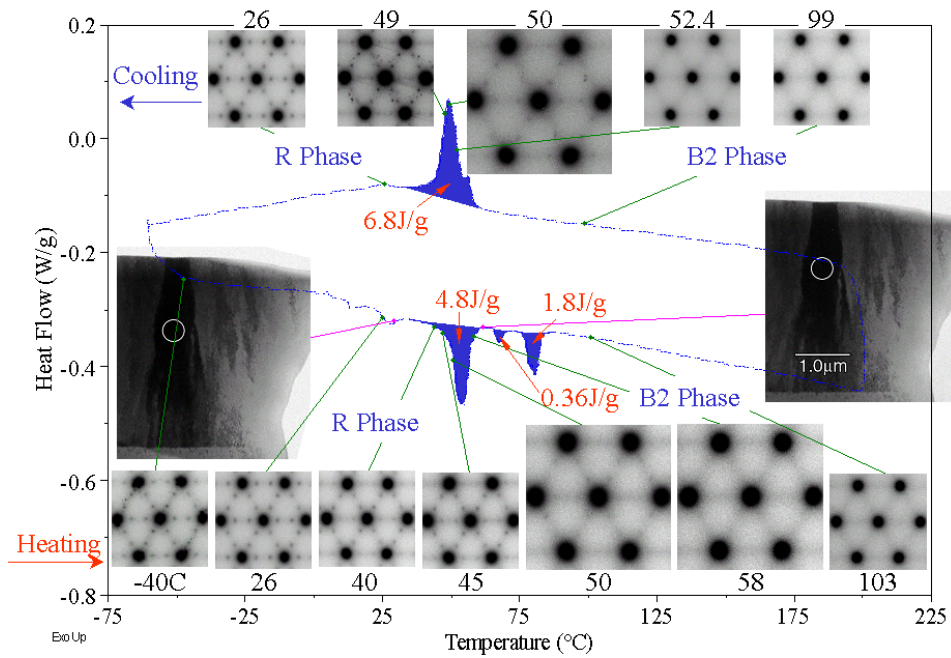 26 49 50 52.4 99
0.2
Cooling
0.0
R Phase
B2 Phase
6.8J/g
-0.2
Heat Flow (W/g)
4.8J/g
1.8J/g
1.0µm
-0.4
0.36J/g
R Phase
B2 Phase
-0.6
Heating
-40C 26 40 45 50 58 103
-0.8
-75 -25 25 75 125 175 225
Exo Up
Temperature (°C)